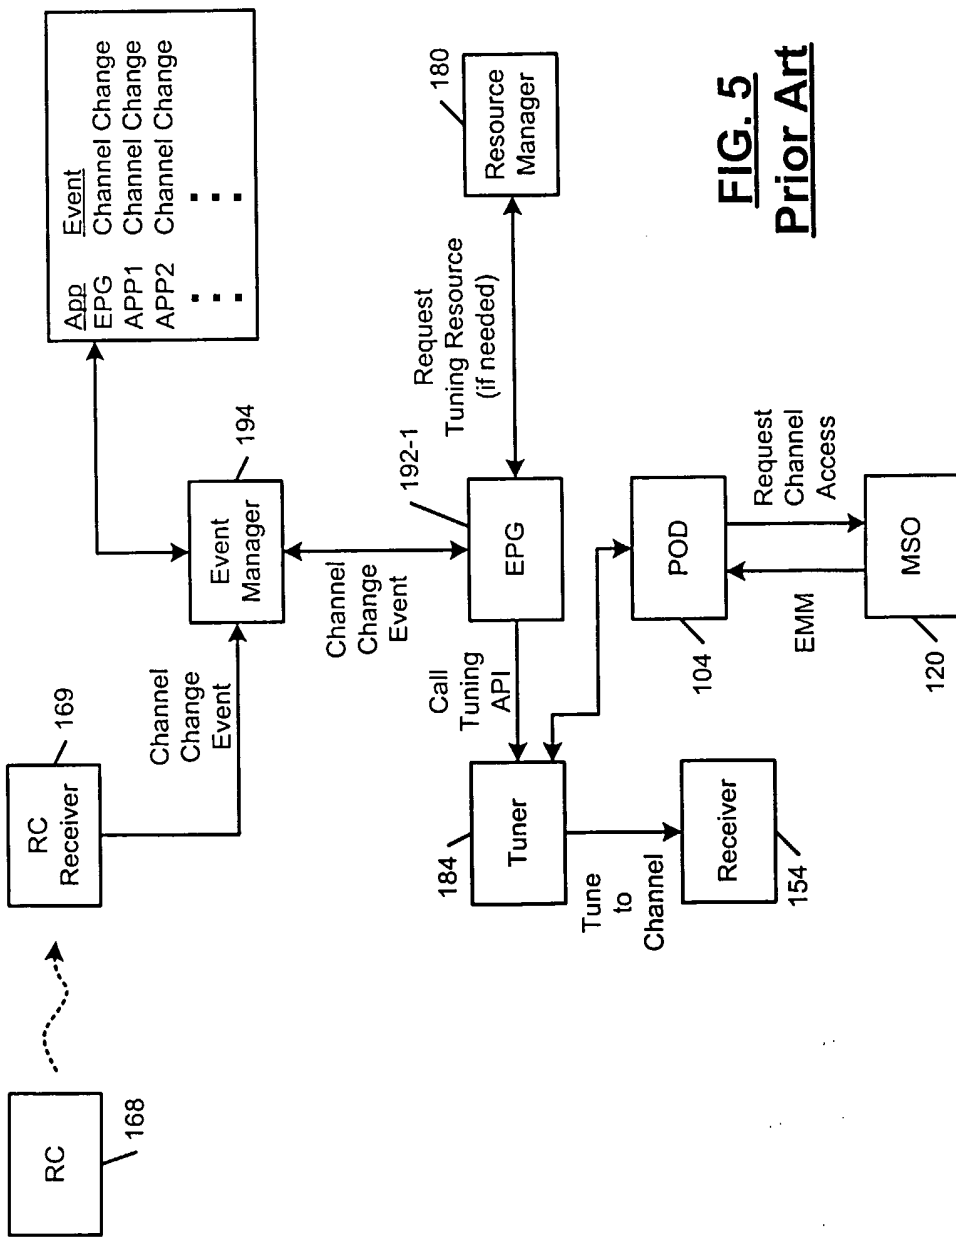 RC
168
RC
Receiver
169
Channel
Change
Event
Event
Manager
194
App Event
EPG Channel Change
APP1 Channel Change
APP2 Channel Change
Channel
Change
Event
192-1
EPG
Request
Tuning Resource
(if needed)
Resource
Manager
180
Call
Tuning
API
Tuner
184
Tune
to
Channel
Receiver
154
POD
104
Request
Channel
Access
EMM
MSO
120
FIG. 5
Prior Art